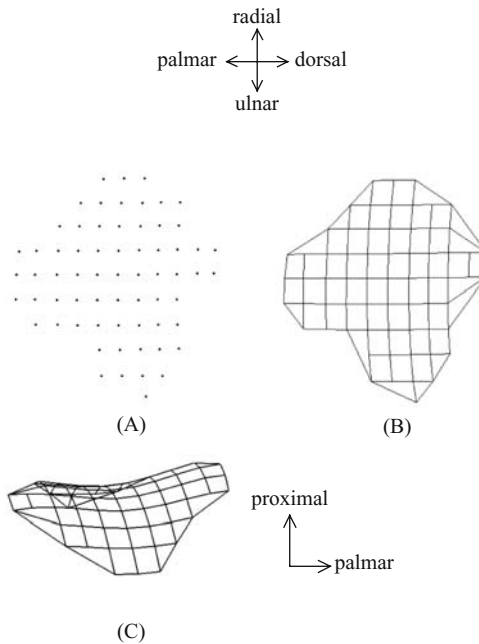 radial
palmar dorsal
ulnar
(A)
(B)
proximal
palmar
(C)